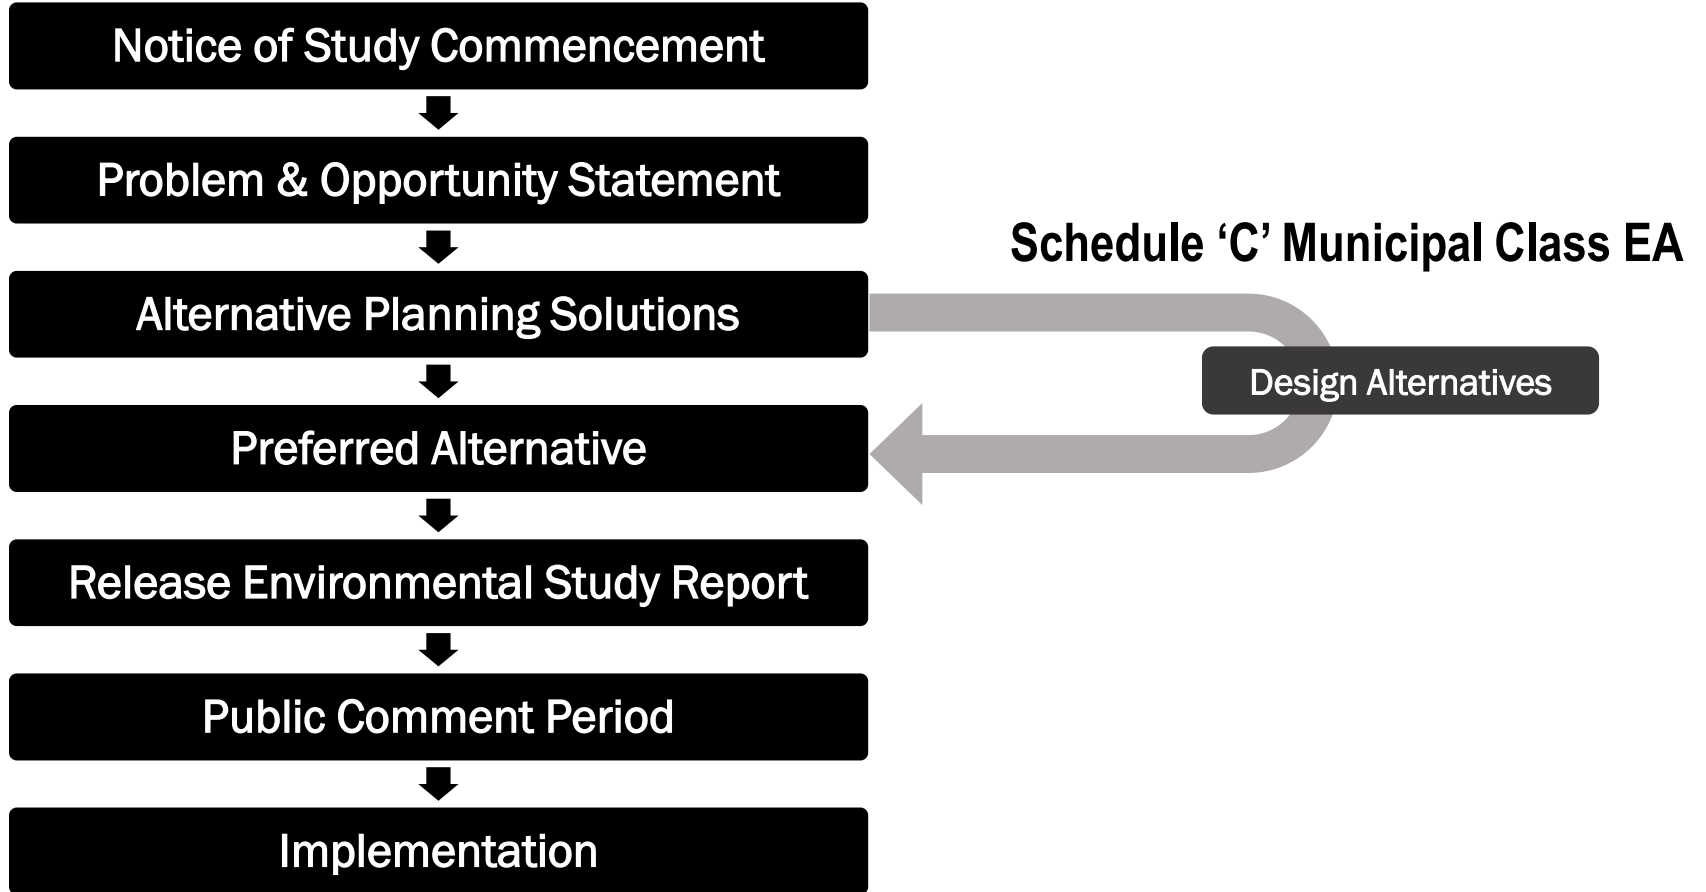 Notice of Study Commencement
Problem & Opportunity Statement
Schedule ‘C’ Municipal Class EA
Alternative Planning Solutions
Design Alternatives
Preferred Alternative
Release Environmental Study Report
Public Comment Period
Implementation